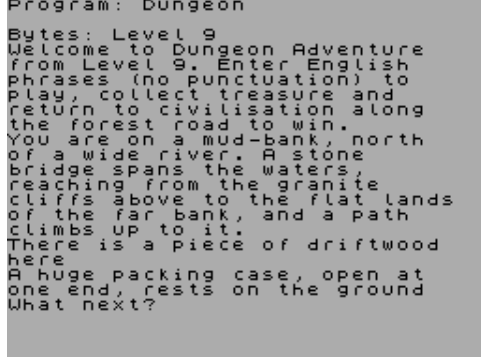 Program: Dungeon
Bytes: Level 9
Welcome to Dungeon Adventure
from Level 9. Enter English
phrases (no punctuation) to
play, collect treasure and
return to civilisation along
the forest road to win.
You are on a mud-bank, north
of a wide river. A stone
bridge spans the waters,
reaching from the granite
cliffs above to the flat lands
of the far bank, and a path
climbs up to it.
There is a piece of driftwood
here
A huge packing case, open at
one end, rests on the ground
What next?